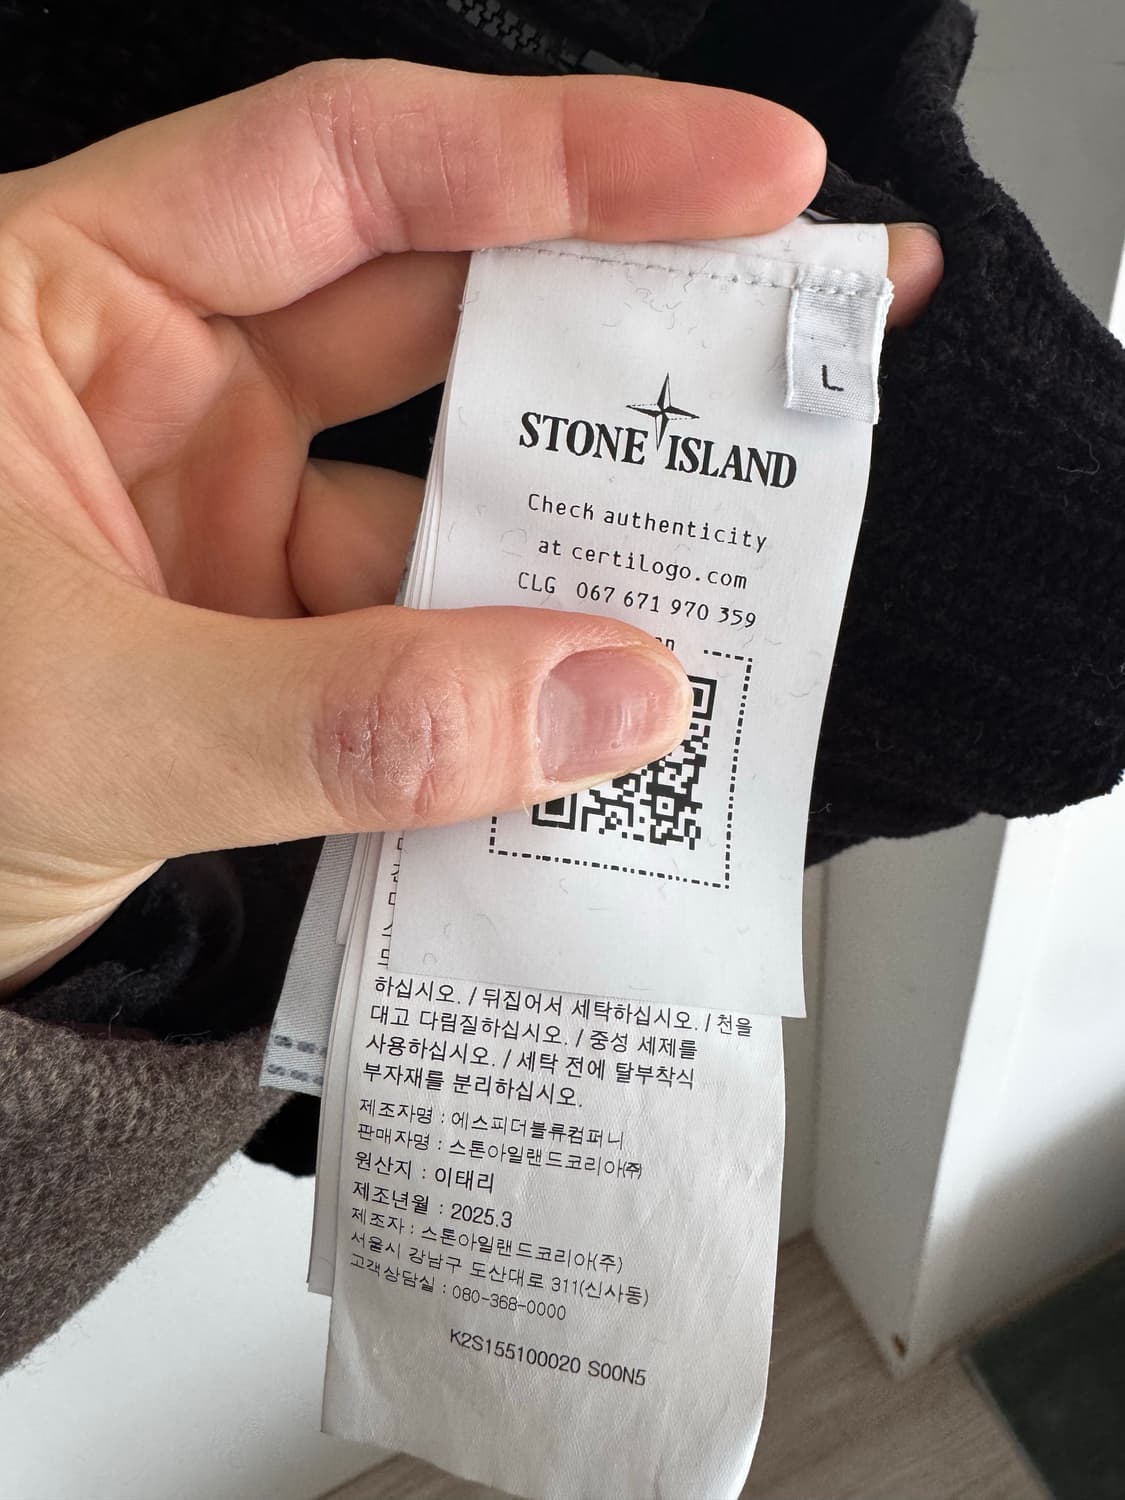 L
STONE ISLAND
Check authenticity
at certilogo.com
CLG 067 671 970 359
하십시오. / 뒤집어서 세탁하십시오. / 천을
대고 다림질하십시오. / 중성 세제를
사용하십시오. / 세탁 전에 탈부착식
부자재를 분리하십시오.
제조자명 : 에스피더블류컴퍼니
판매자명 : 스톤아일랜드코리아㈜
원산지 : 이태리
제조년월 : 2025.3
제조자 : 스톤아일랜드코리아(주)
서울시 강남구 도산대로 311(신사동)
고객상담실 : 080-368-0000
K2S155100020 S00N5